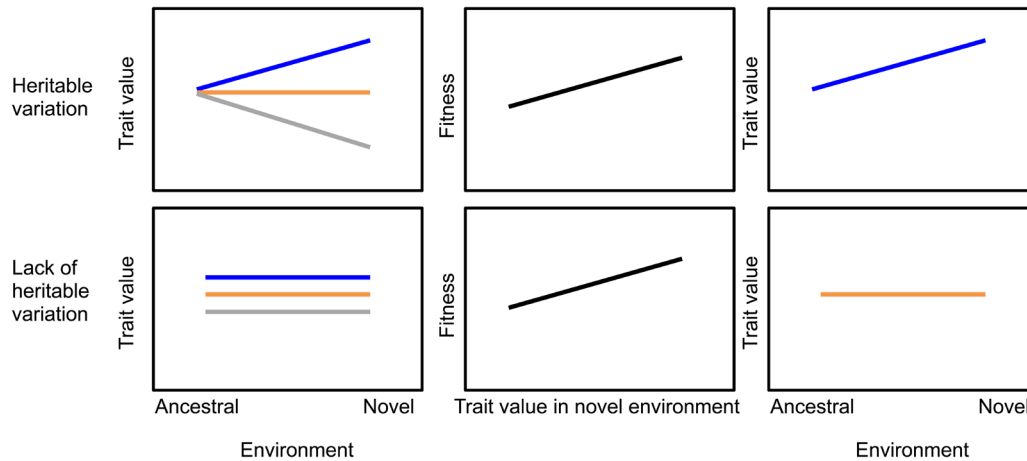 Heritable
variation
Trait value
Fitness
Trait value
Lack of
heritable
variation
Trait value
Fitness
Trait value
Ancestral
Novel
Trait value in novel environment
Ancestral
Novel
Environment
Environment